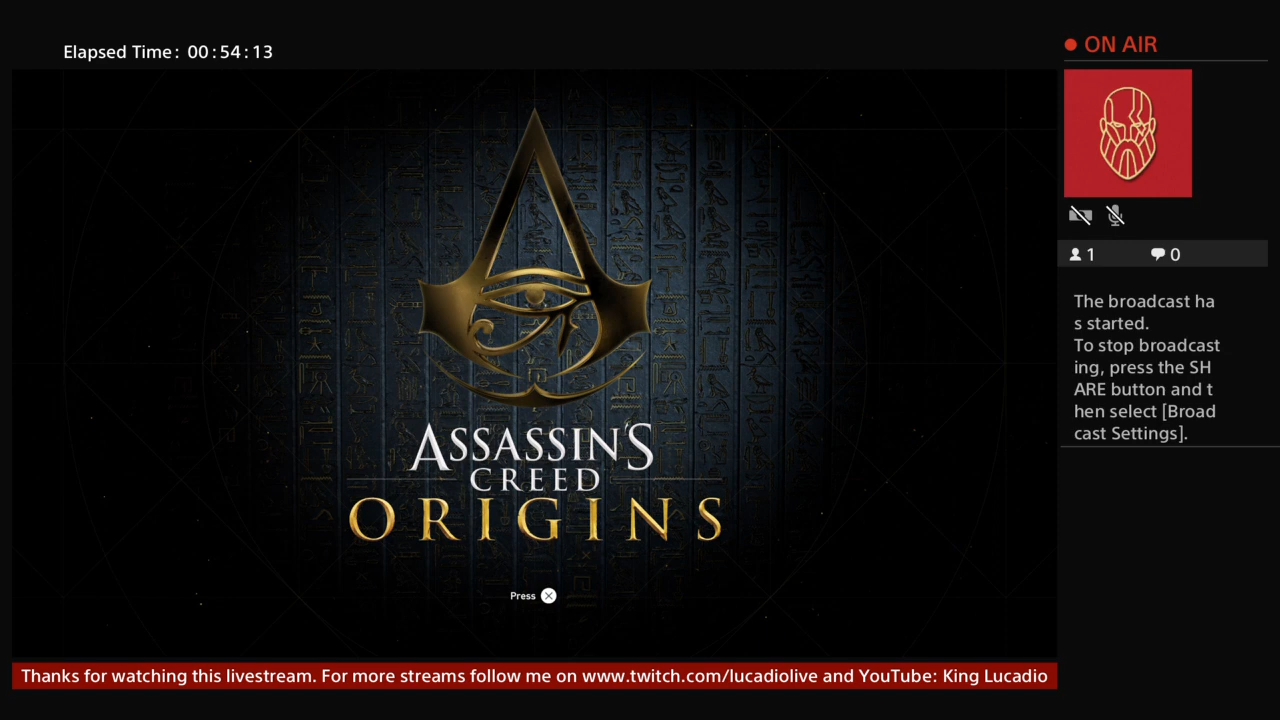 Elapsed Time: 00:54:13
ON AIR
ASSASSIN'S
CREED
ORIGINS
Press
1 0
The broadcast ha
s started.
To stop broadcast
ing, press the SH
ARE button and t
hen select [Broad
cast Settings].
Thanks for watching this livestream. For more streams follow me on www.twitch.com/lucadiolive and YouTube: King Lucadio